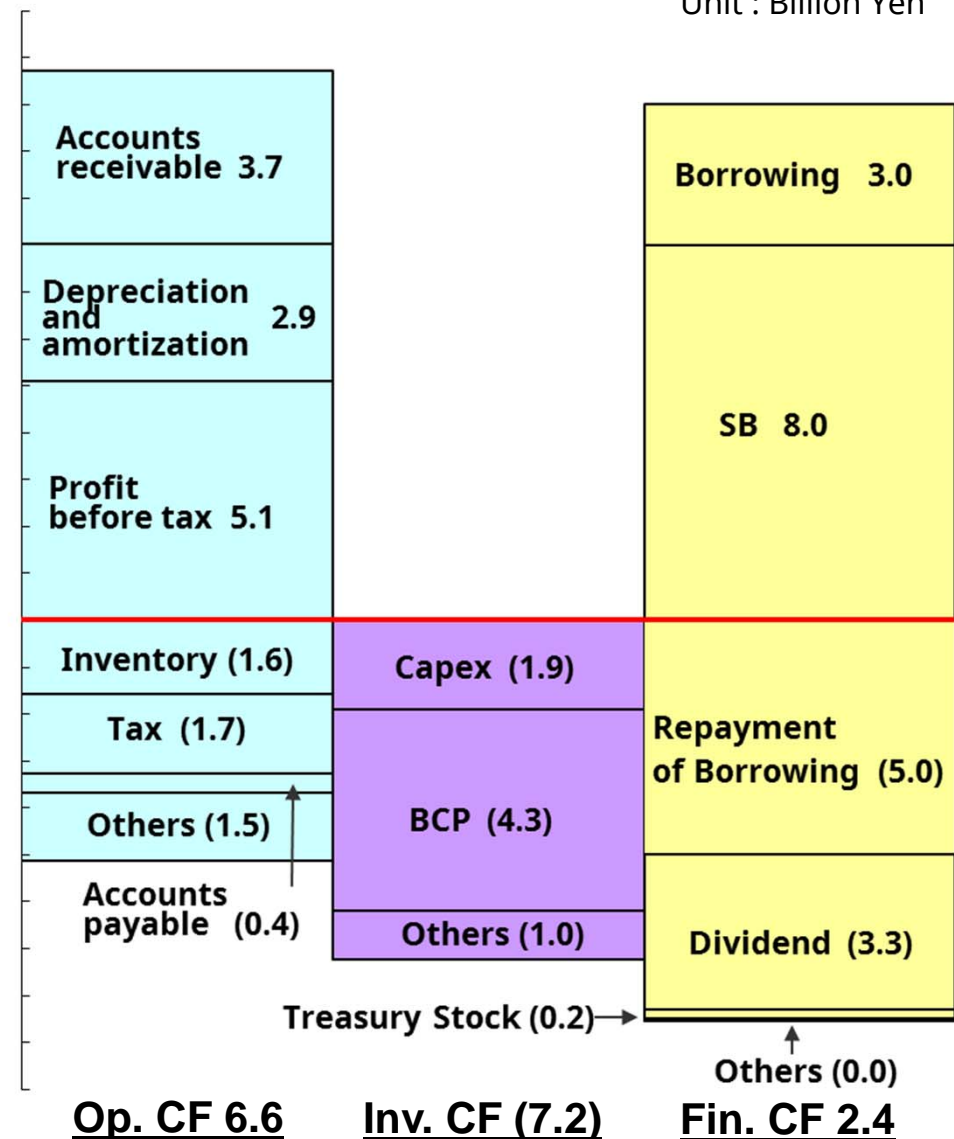 Unit : Billion Yen
Accounts
receivable 3.7
Depreciation
and 2.9
amortization
Profit
before tax 5.1
Inventory (1.6)
Tax (1.7)
Others (1.5)
Accounts
payable (0.4)
Capex (1.9)
BCP (4.3)
Others (1.0)
Borrowing 3.0
SB 8.0
Repayment
of Borrowing (5.0)
Dividend (3.3)
Treasury Stock (0.2)
Others (0.0)
Op. CF 6.6
Inv. CF (7.2)
Fin. CF 2.4